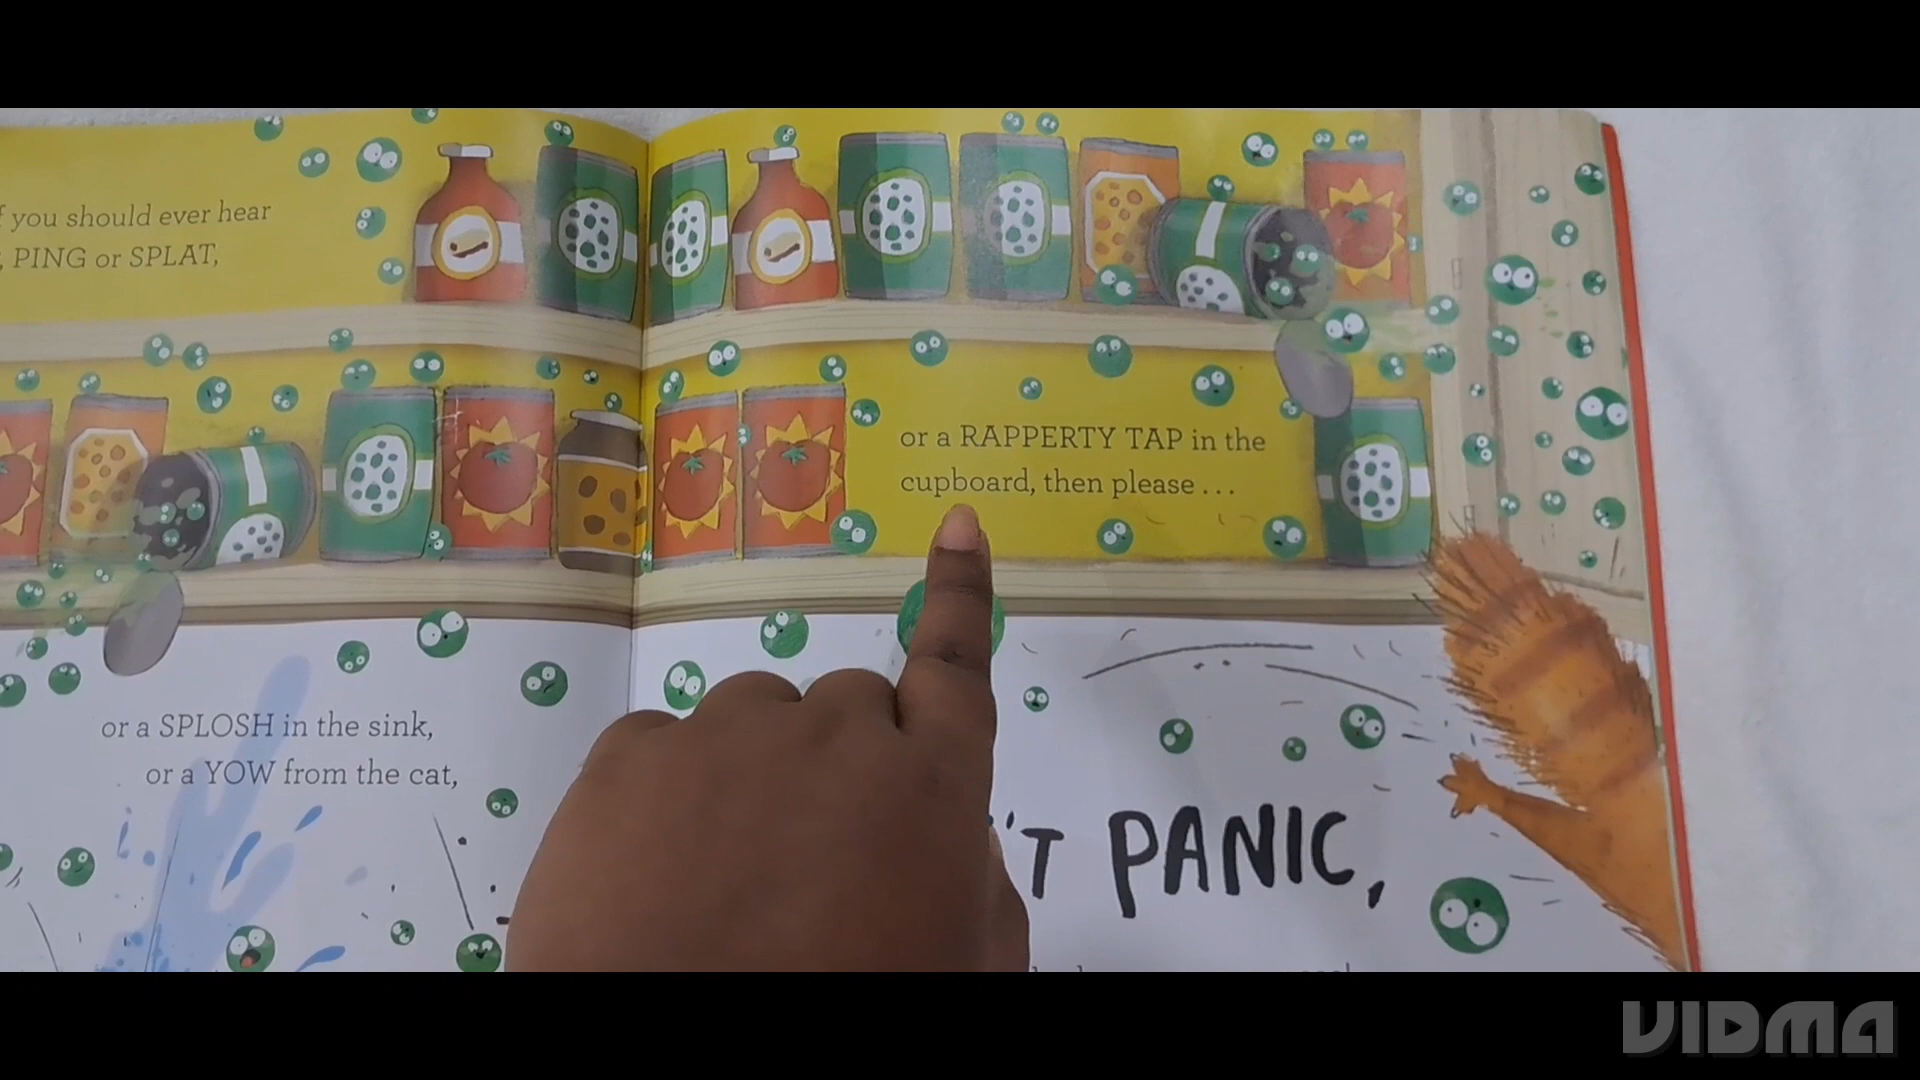 you should ever hear
PING or SPLAT,
or a RAPPERTY TAP in the
cupboard, then please...
or a SPLOSH in the sink,
or a YOW from the cat,
'T PANIC,
VIDMA